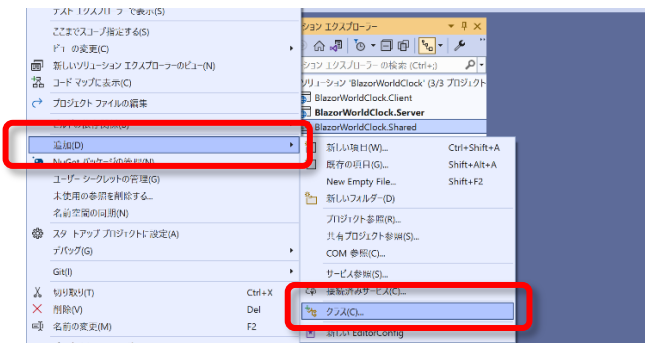 テスト エクスプローラーで表示(S)
ここまでスコープ指定する(S)
ビューの変更(C)
新しいソリューション エクスプローラーのビュー(N)
コード マップに表示(C)
プロジェクト ファイルの編集
ビルドの依存関係(B)
追加(D)
NuGet パッケージの管理(N)...
ユーザー シークレットの管理(G)
未使用の参照を削除する...
名前空間の同期(N)
スタートアップ プロジェクトに設定(A)
デバッグ(G)
Git(I)
切り取り(T) Ctrl+X
削除(V) Del
名前の変更(M) F2
ション エクスプローラー
ション エクスプローラー の検索 (Ctrl+;)
ソリューション 'BlazorWorldClock' (3/3 プロジェクト
BlazorWorldClock.Client
BlazorWorldClock.Server
BlazorWorldClock.Shared
新しい項目(W)... Ctrl+Shift+A
既存の項目(G)... Shift+Alt+A
New Empty File... Shift+F2
新しいフォルダー(D)
プロジェクト参照(R)...
共有プロジェクト参照(S)...
COM 参照(C)...
サービス参照(S)...
接続済みサービス(C)...
クラス(C)...
新しい EditorConfig